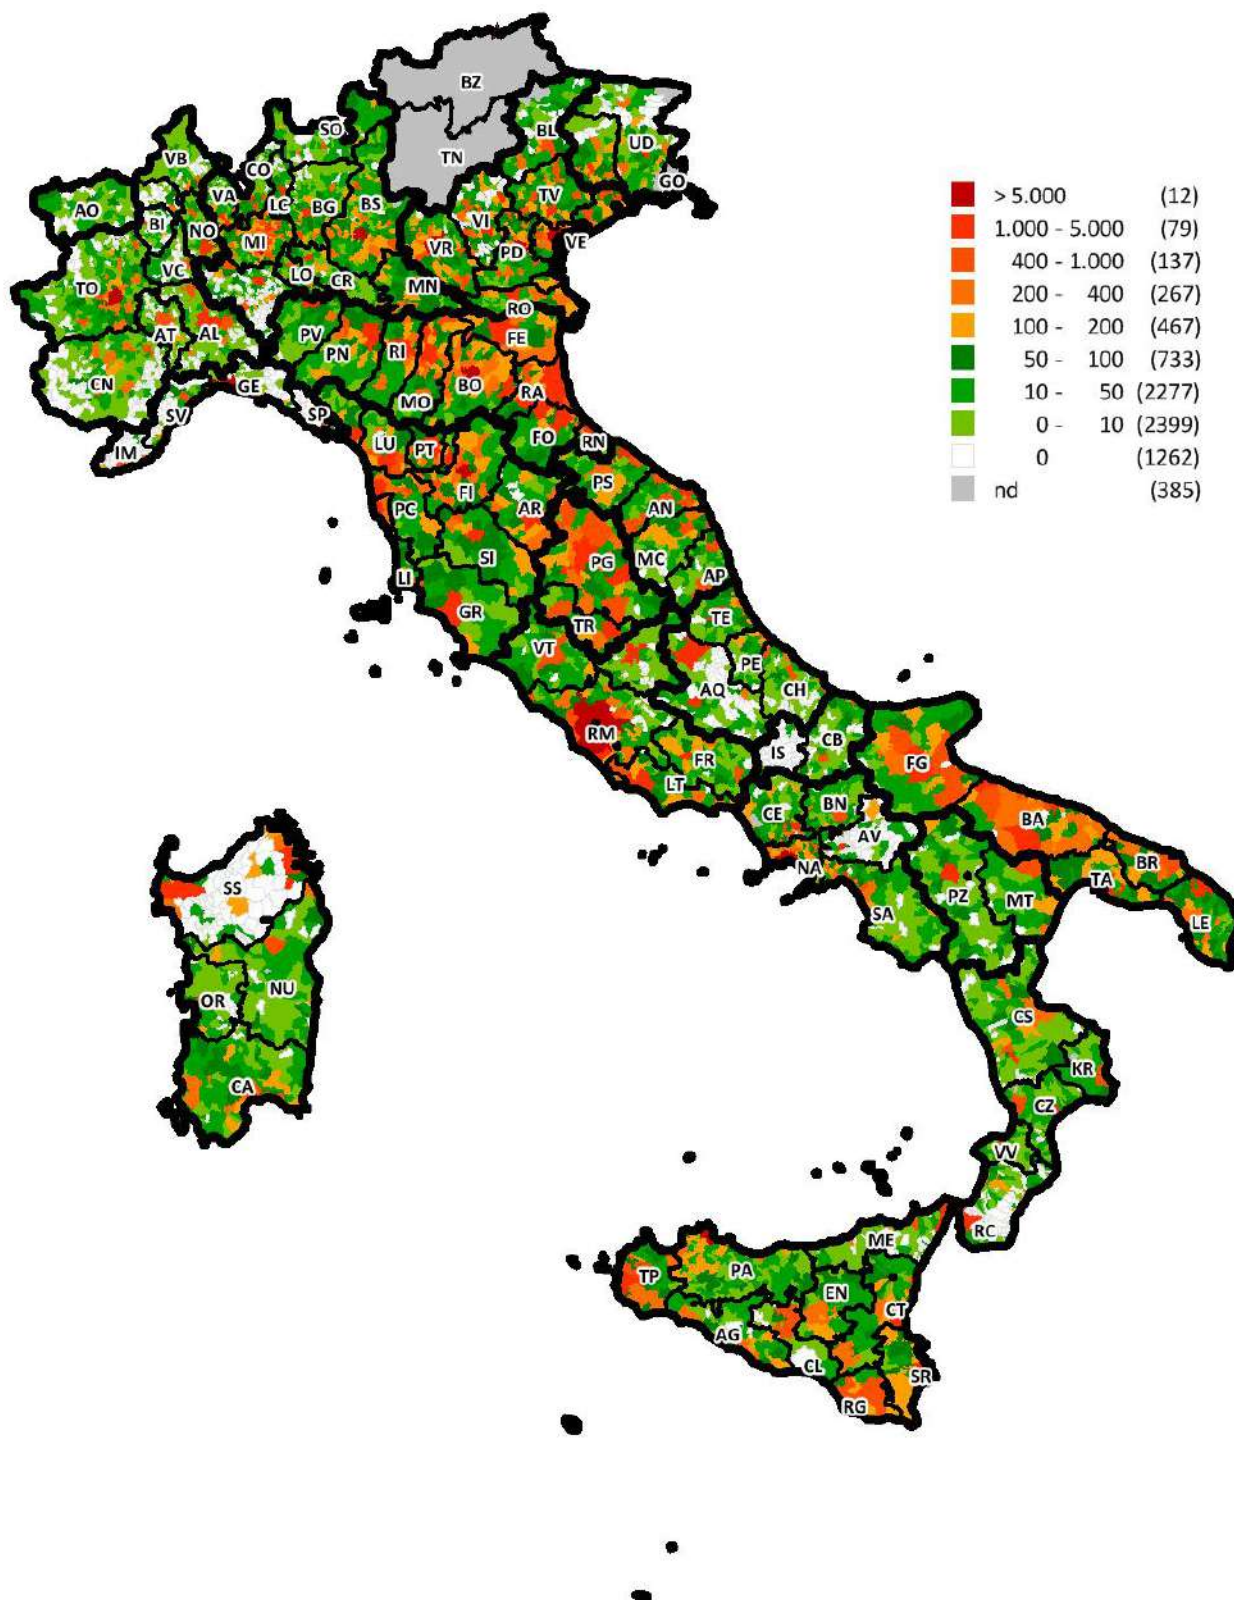 BZ
SO
BL
UD
VB
TN
CO
GO
VA
LC
BG
BS
TV
AO
BI
NO
MI
VI
VR
PD
VE
VC
LO
CR
MN
TO
RO
AT
AL
PV
PN
RI
FE
CN
GE
MO
BO
RA
SV
SP
IM
LU
PT
FO
RN
FI
PS
PC
AR
AN
SI
PG
MC
LI
AP
GR
TR
TE
VT
PE
AQ
CH
RM
IS
CB
FR
FG
LT
CE
BN
BA
AV
NA
BR
TA
SS
PZ
MT
SA
LE
OR
NU
CS
CA
KR
CZ
VV
RC
ME
TP
PA
EN
CT
AG
CL
SR
RG
> 5.000 (12)
1.000 - 5.000 (79)
400 - 1.000 (137)
200 - 400 (267)
100 - 200 (467)
50 - 100 (733)
10 - 50 (2277)
0 - 10 (2399)
0 (1262)
nd (385)